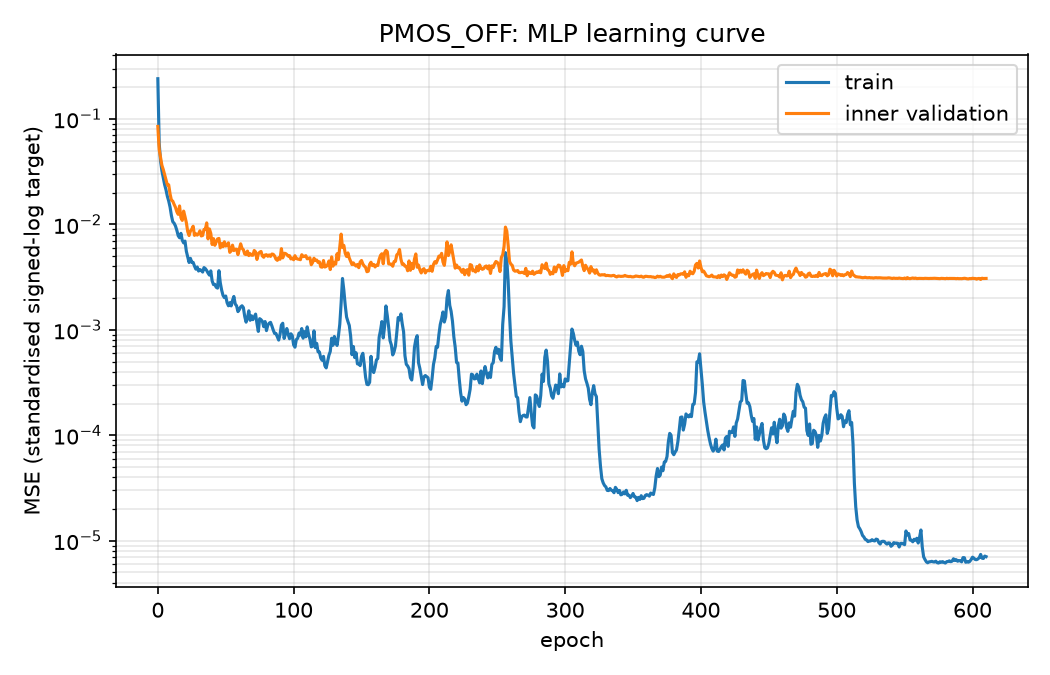 PMOS_OFF: MLP learning curve
train
inner validation
MSE (standardised signed-log target)
10⁻¹
10⁻²
10⁻³
10⁻⁴
10⁻⁵
0 100 200 300 400 500 600
epoch